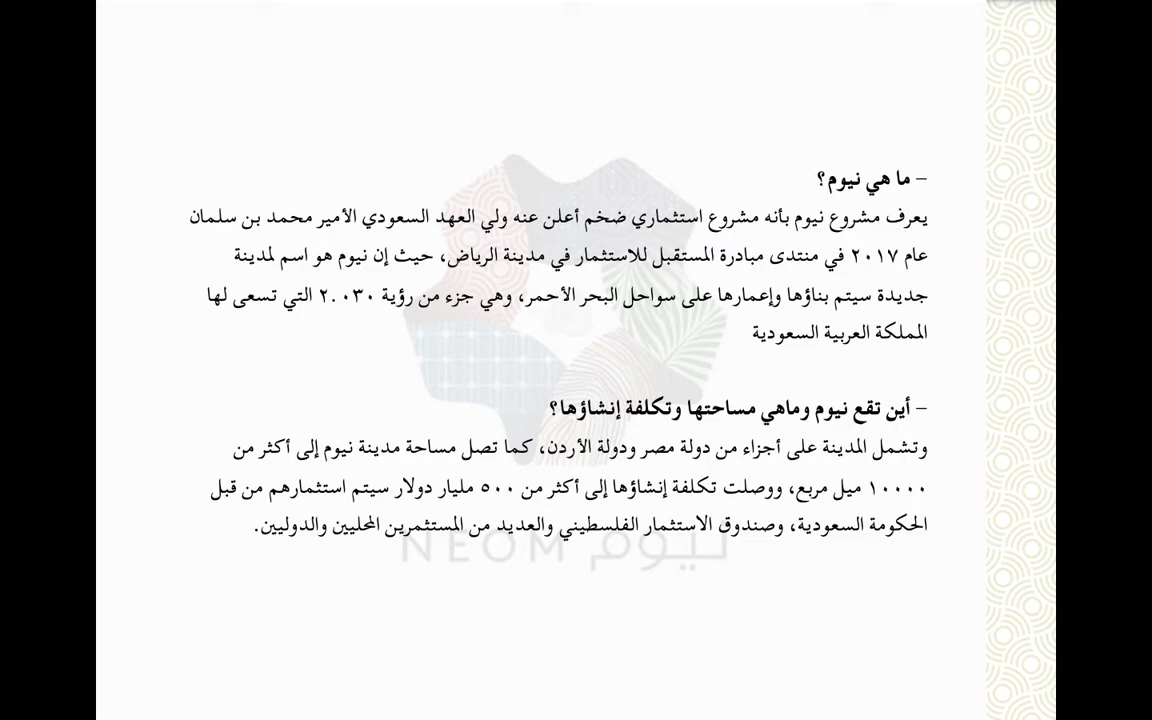 – ما هي نيوم؟
يعرف مشروع نيوم بأنه مشروع استثماري ضخم أعلن عنه ولي العهد السعودي الأمير محمد بن سلمان
عام ٢٠١٧ في منتدى مبادرة المستقبل للاستثمار في مدينة الرياض، حيث إن نيوم هو اسم لمدينة
جديدة سيتم بناؤها وإعمارها على سواحل البحر الأحمر، وهي جزء من رؤية ٢.٠٣٠ التي تسعى لها
المملكة العربية السعودية
– أين تقع نيوم وماهي مساحتها وتكلفة إنشاؤها؟
وتشمل المدينة على أجزاء من دولة مصر ودولة الأردن، كما تصل مساحة مدينة نيوم إلى أكثر من
١٠٠٠٠ ميل مربع، ووصلت تكلفة إنشاؤها إلى أكثر من ٥٠٠ مليار دولار سيتم استثمارهم من قبل
الحكومة السعودية، وصندوق الاستثمار الفلسطيني والعديد من المستثمرين المحليين والدوليين.
نيوم NEOM